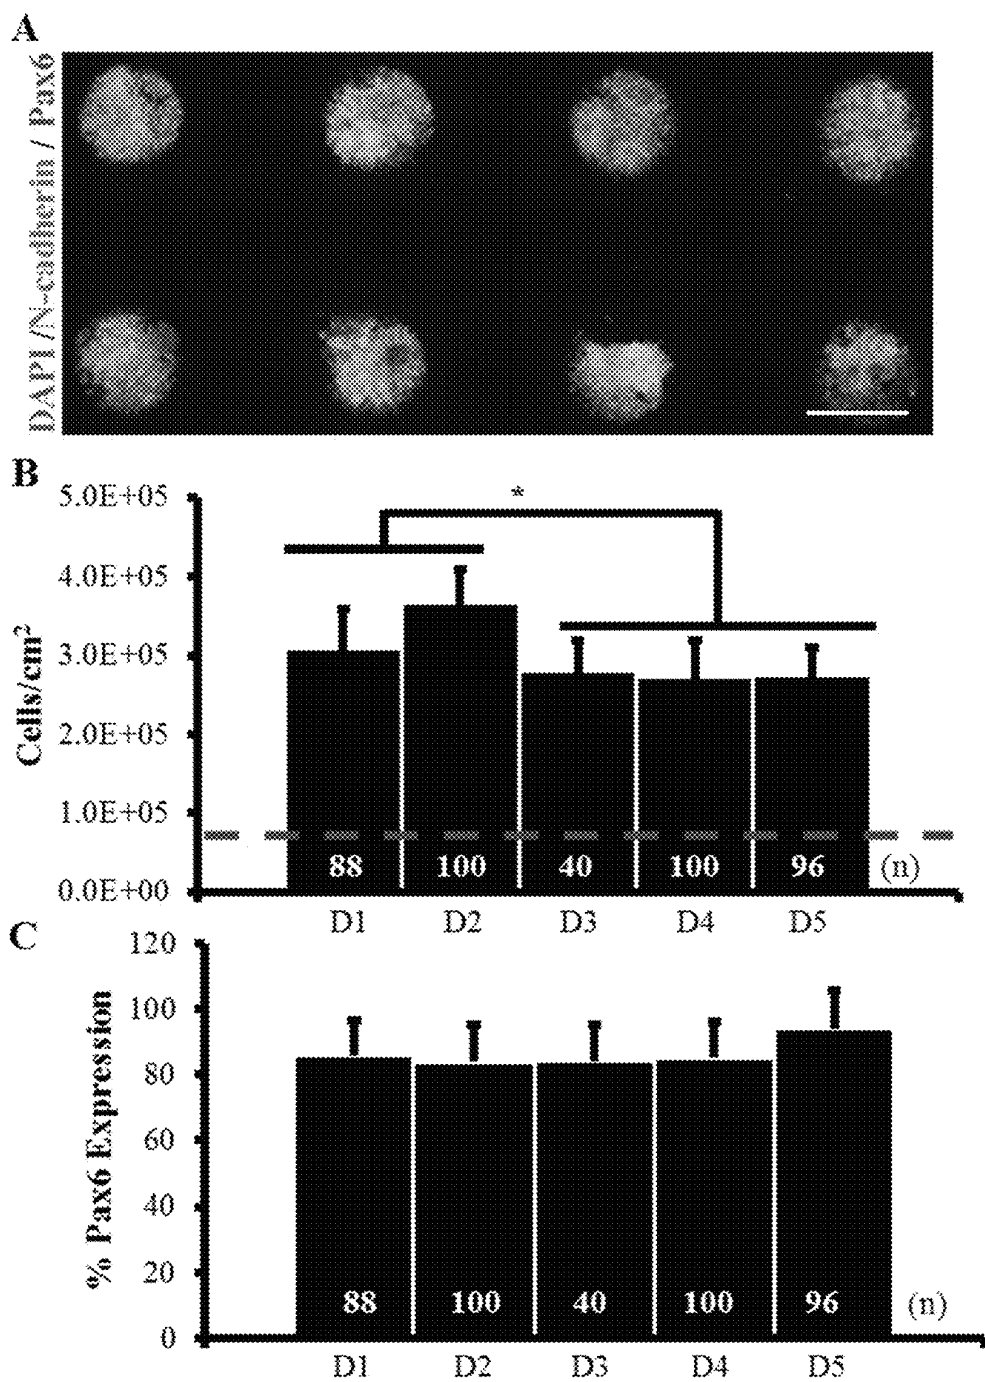 A
DAPI /N-cadherin / Pax6
B
Cells/cm²
5.0E+05
4.0E+05
3.0E+05
2.0E+05
1.0E+05
0.0E+00
*
88 100 40 100 96 (n)
D1 D2 D3 D4 D5
C
% Pax6 Expression
120
100
80
60
40
20
0
88 100 40 100 96 (n)
D1 D2 D3 D4 D5